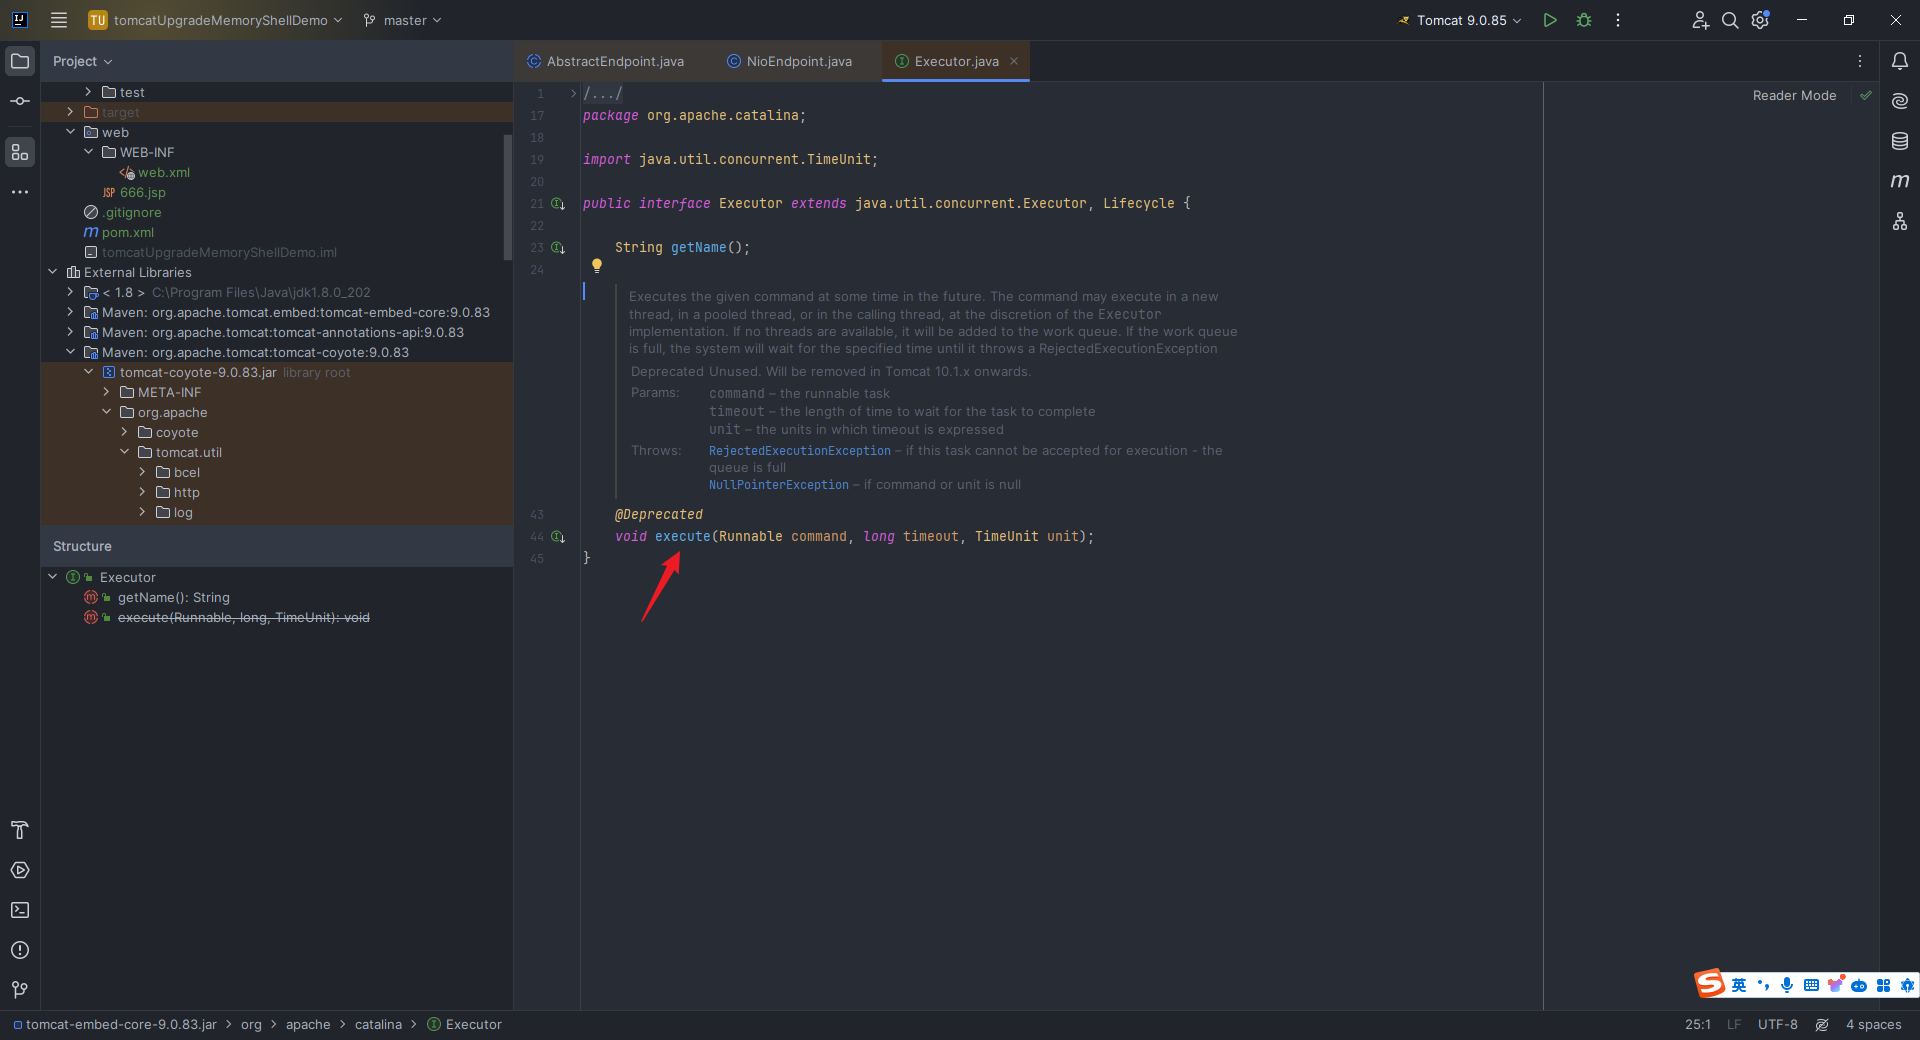 TU tomcatUpgradeMemoryShellDemo master Tomcat 9.0.85
Project
test
target
web
WEB-INF
web.xml
JSP 666.jsp
.gitignore
m pom.xml
tomcatUpgradeMemoryShellDemo.iml
External Libraries
< 1.8 > C:\Program Files\Java\jdk1.8.0_202
Maven: org.apache.tomcat.embed:tomcat-embed-core:9.0.83
Maven: org.apache.tomcat:tomcat-annotations-api:9.0.83
Maven: org.apache.tomcat:tomcat-coyote:9.0.83
tomcat-coyote-9.0.83.jar library root
META-INF
org.apache
coyote
tomcat.util
bcel
http
log
Structure
Executor
getName(): String
execute(Runnable, long, TimeUnit): void
AbstractEndpoint.java NioEndpoint.java Executor.java
Reader Mode
1 /.../
17 package org.apache.catalina;
18
19 import java.util.concurrent.TimeUnit;
20
21 public interface Executor extends java.util.concurrent.Executor, Lifecycle {
22
23 String getName();
24
Executes the given command at some time in the future. The command may execute in a new
thread, in a pooled thread, or in the calling thread, at the discretion of the Executor
implementation. If no threads are available, it will be added to the work queue. If the work queue
is full, the system will wait for the specified time until it throws a RejectedExecutionException
Deprecated Unused. Will be removed in Tomcat 10.1.x onwards.
Params: command – the runnable task
timeout – the length of time to wait for the task to complete
unit – the units in which timeout is expressed
Throws: RejectedExecutionException – if this task cannot be accepted for execution - the
queue is full
NullPointerException – if command or unit is null
43 @Deprecated
44 void execute(Runnable command, long timeout, TimeUnit unit);
45 }
英
tomcat-embed-core-9.0.83.jar > org > apache > catalina > Executor
25:1 LF UTF-8 4 spaces